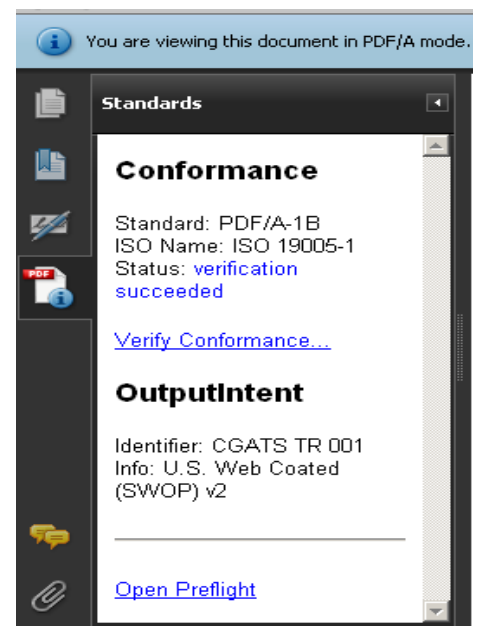 You are viewing this document in PDF/A mode.
Standards
Conformance
Standard: PDF/A-1B
ISO Name: ISO 19005-1
Status: verification
succeeded
Verify Conformance...
OutputIntent
Identifier: CGATS TR 001
Info: U.S. Web Coated
(SWOP) v2
Open Preflight
PDF